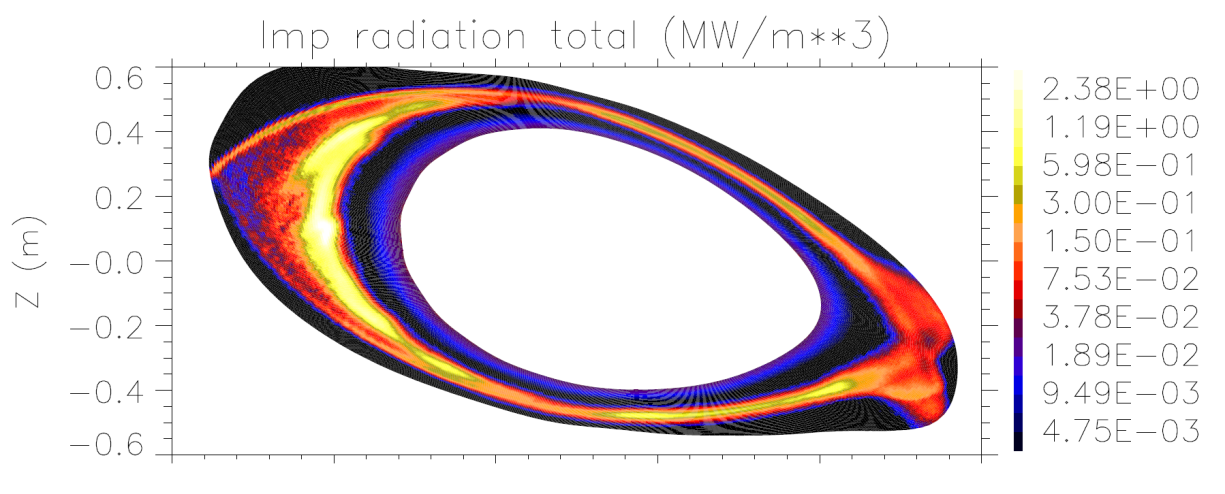 Imp radiation total (MW/m**3)
Z (m)
0.6
0.4
0.2
−0.0
−0.2
−0.4
−0.6
2.38E+00
1.19E+00
5.98E−01
3.00E−01
1.50E−01
7.53E−02
3.78E−02
1.89E−02
9.49E−03
4.75E−03